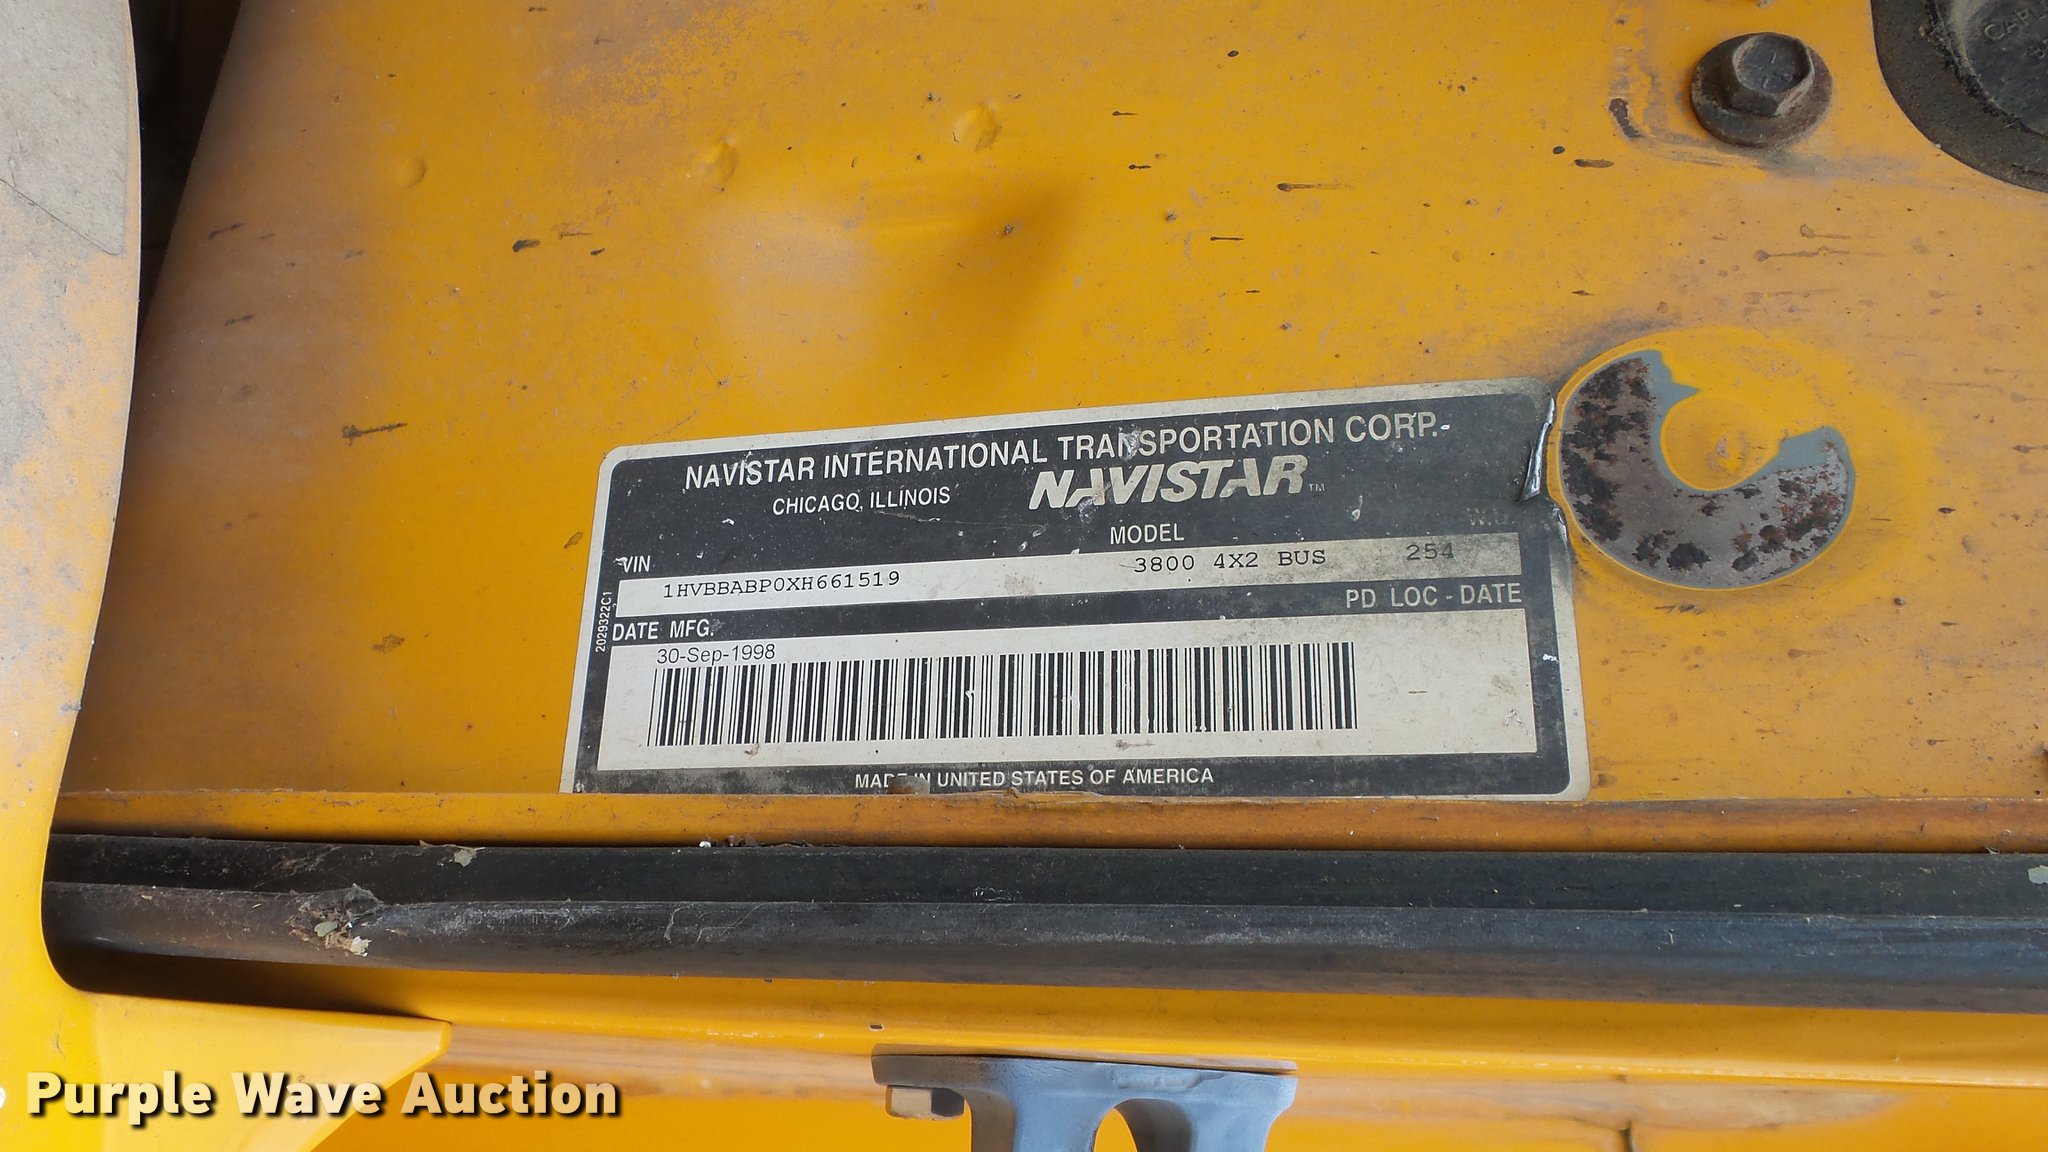 NAVISTAR INTERNATIONAL TRANSPORTATION CORP.
CHICAGO, ILLINOIS
NAVISTAR™
VIN
MODEL
1HVBBABP0XH661519
3800 4X2 BUS
254
2029322C1
DATE MFG.
PD LOC - DATE
30-Sep-1998
MADE IN UNITED STATES OF AMERICA
Purple Wave Auction